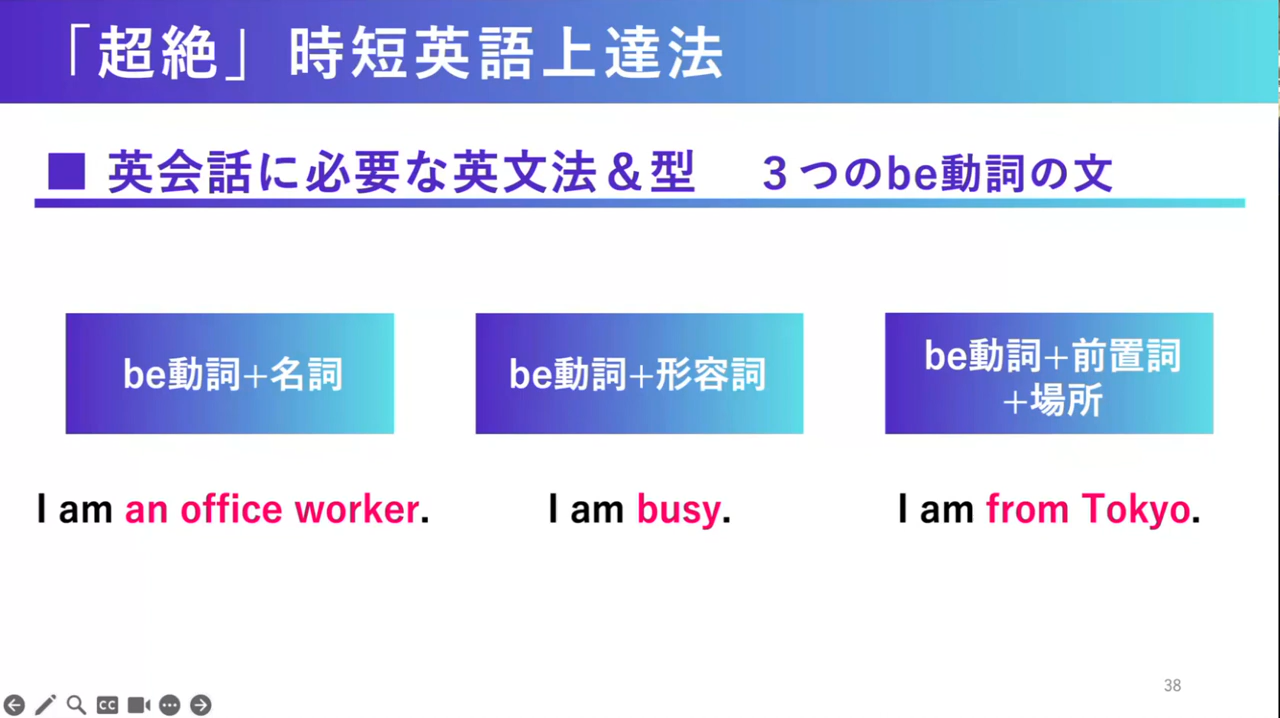 「超絶」時短英語上達法
■ 英会話に必要な英文法＆型　３つのbe動詞の文
be動詞+名詞
be動詞+形容詞
be動詞+前置詞
+場所
I am an office worker.
I am busy.
I am from Tokyo.
38
CC